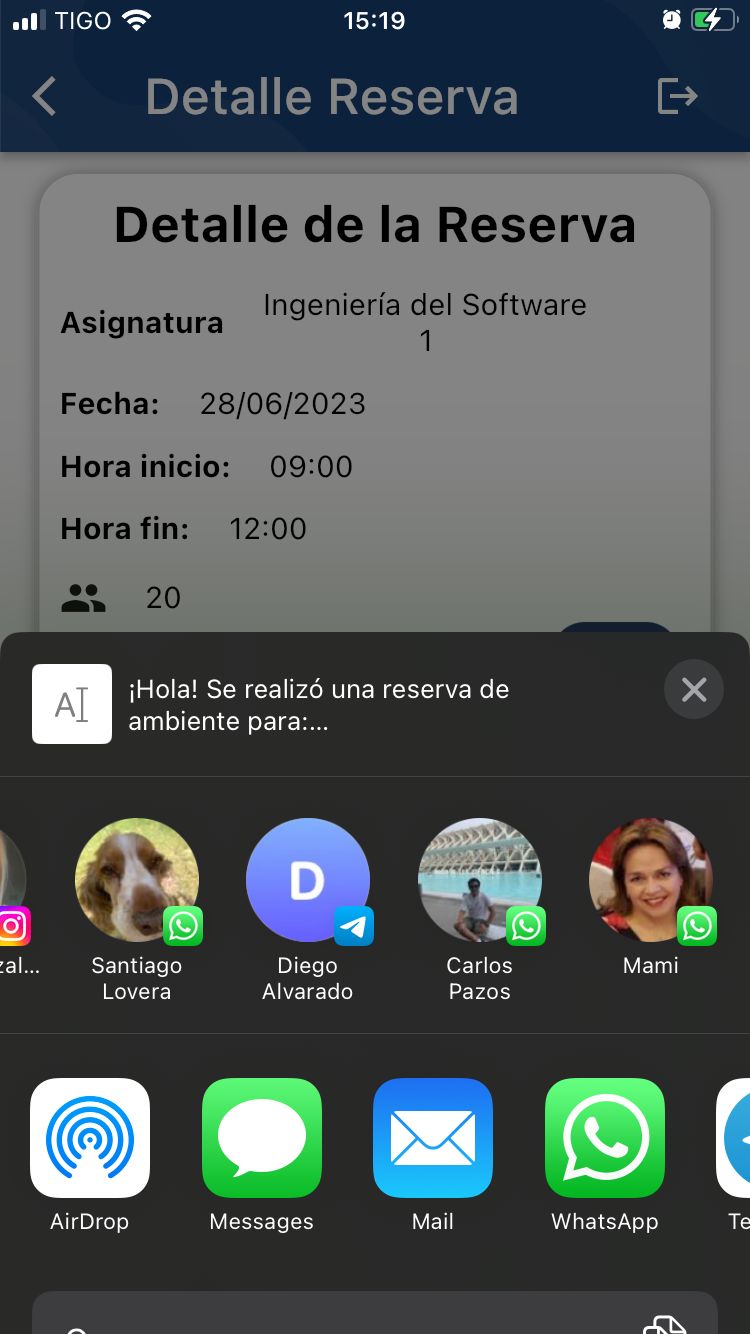 TIGO 15:19
Detalle Reserva
Detalle de la Reserva
Asignatura
Ingeniería del Software
1
Fecha: 28/06/2023
Hora inicio: 09:00
Hora fin: 12:00
20
A
¡Hola! Se realizó una reserva de
ambiente para:...
zal...
Santiago
Lovera
D
Diego
Alvarado
Carlos
Pazos
Mami
AirDrop
Messages
Mail
WhatsApp
Te